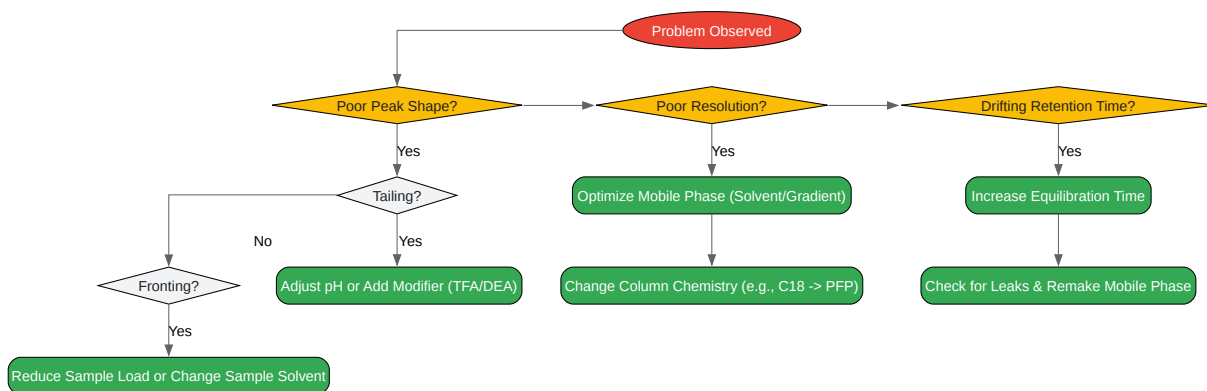 Problem Observed
Poor Peak Shape?
Poor Resolution?
Drifting Retention Time?
Yes
Yes
Yes
Tailing?
Optimize Mobile Phase (Solvent/Gradient)
Increase Equilibration Time
No
Yes
Fronting?
Adjust pH or Add Modifier (TFA/DEA)
Change Column Chemistry (e.g., C18 -> PFP)
Check for Leaks & Remake Mobile Phase
Yes
Reduce Sample Load or Change Sample Solvent